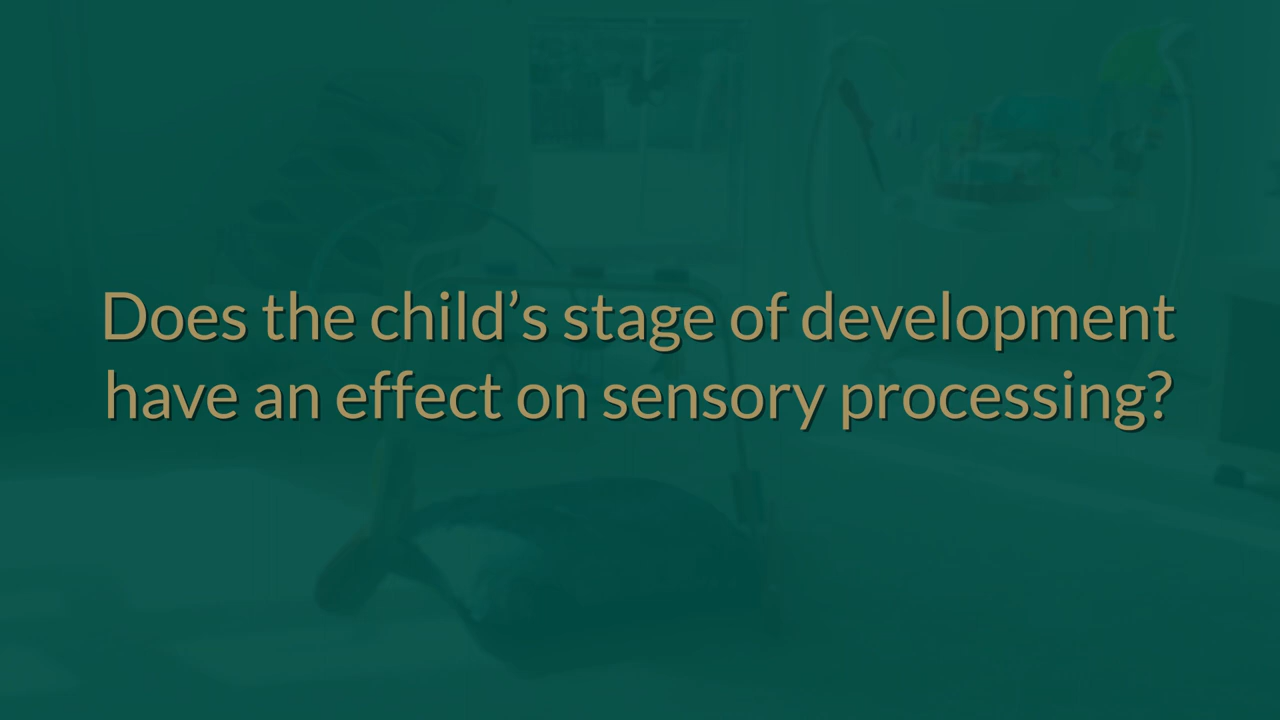 Does the child’s stage of development
have an effect on sensory processing?